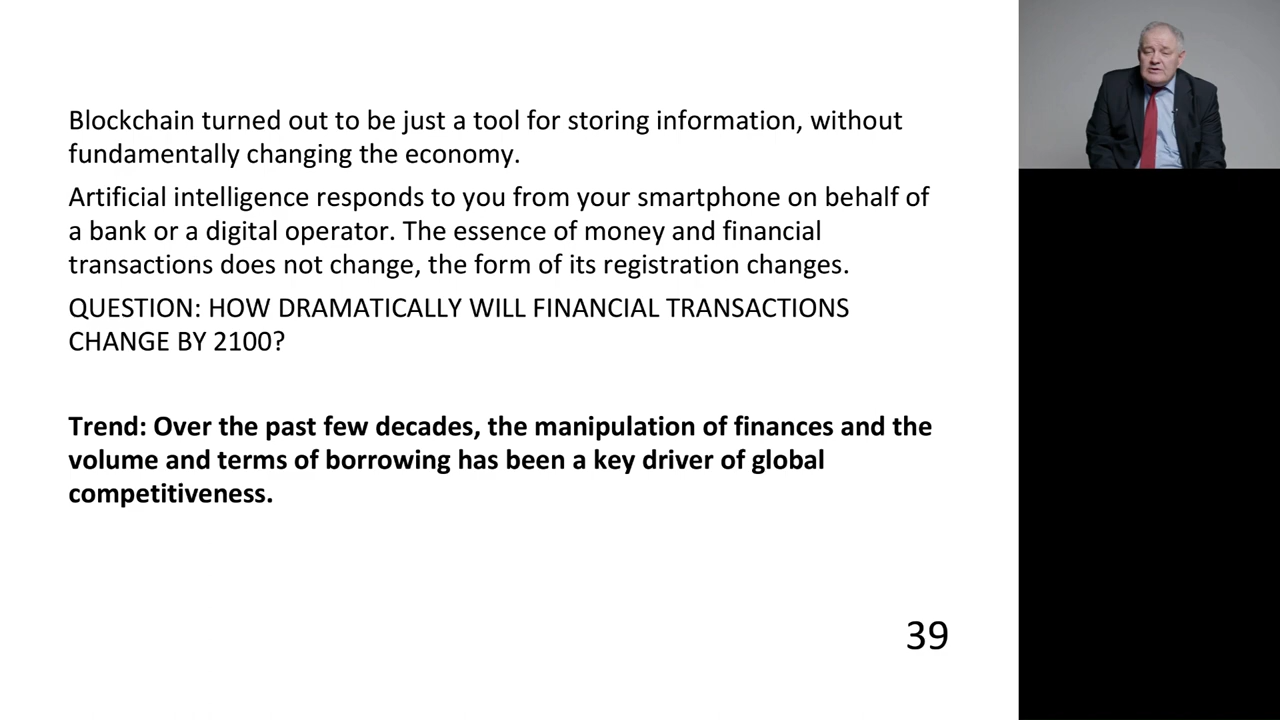 Blockchain turned out to be just a tool for storing information, without
fundamentally changing the economy.
Artificial intelligence responds to you from your smartphone on behalf of
a bank or a digital operator. The essence of money and financial
transactions does not change, the form of its registration changes.
QUESTION: HOW DRAMATICALLY WILL FINANCIAL TRANSACTIONS
CHANGE BY 2100?
Trend: Over the past few decades, the manipulation of finances and the
volume and terms of borrowing has been a key driver of global
competitiveness.
39